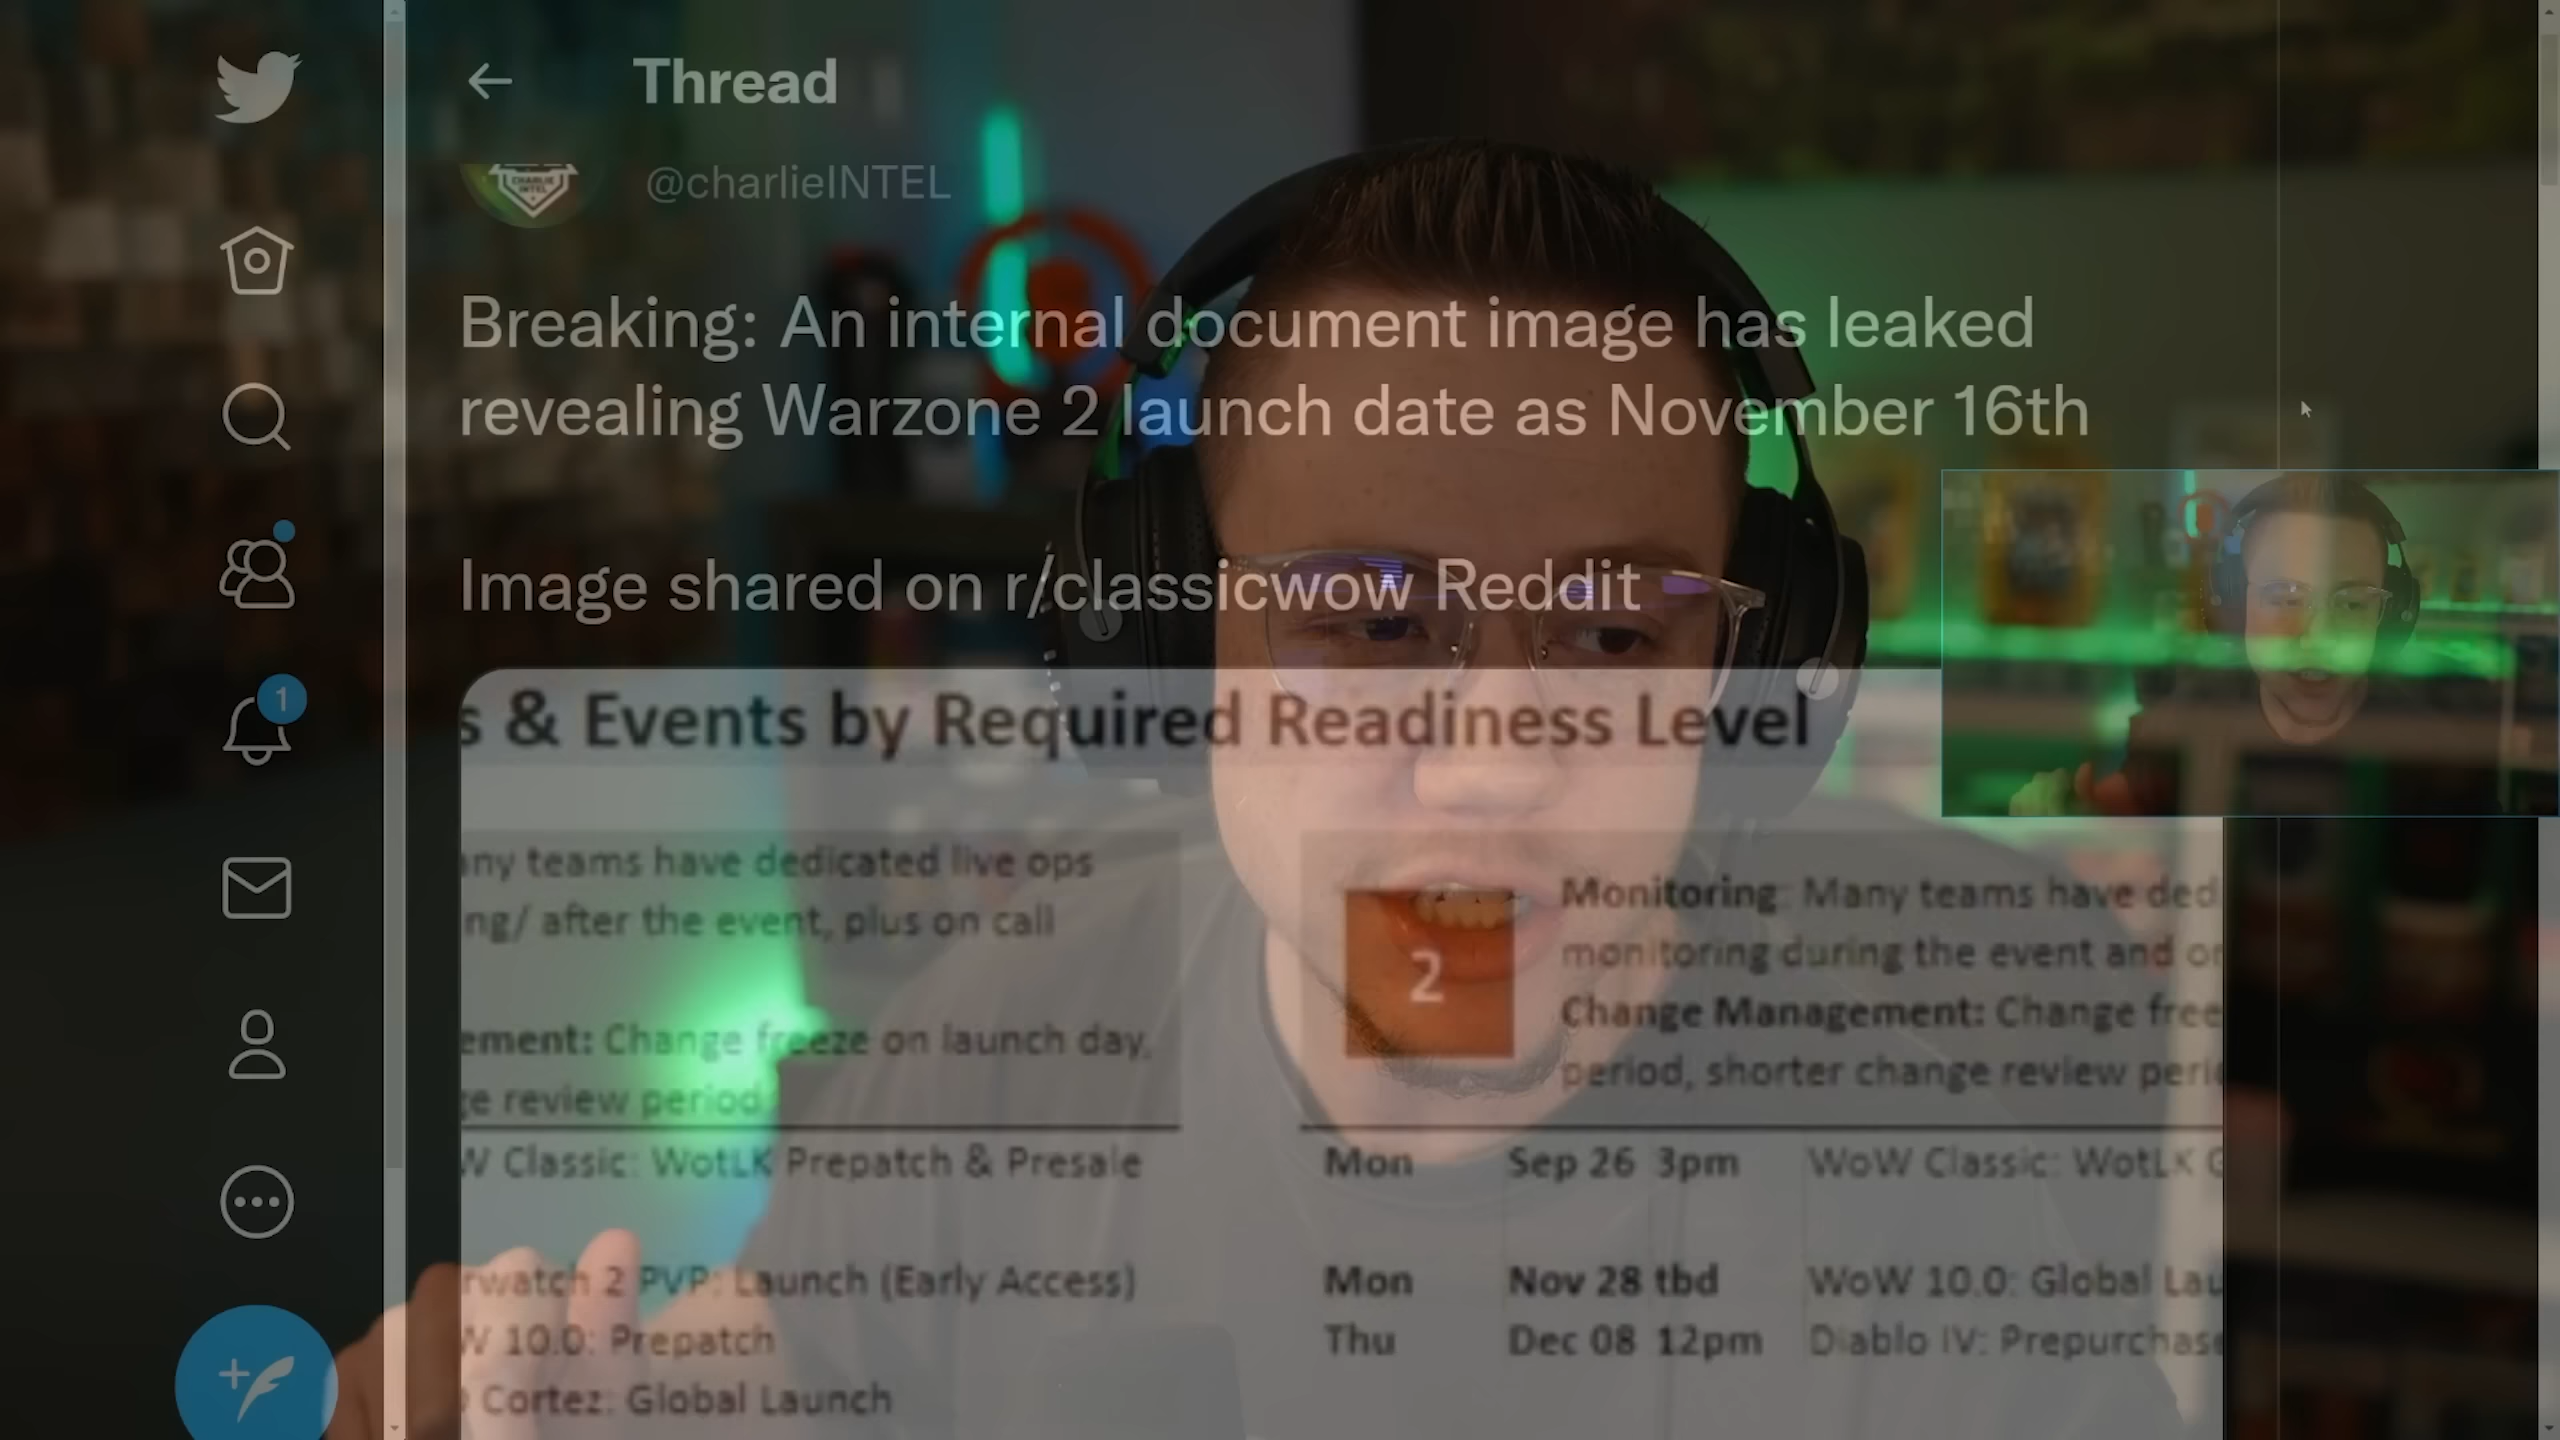 Thread
CHARLIE
INTEL
@charlieINTEL
Breaking: An internal document image has leaked
revealing Warzone 2 launch date as November 16th
Image shared on r/classicwow Reddit
1
s & Events by Required Readiness Level
any teams have dedicated live ops
ng/ after the event, plus on call
ement: Change freeze on launch day,
ge review period
2
Monitoring: Many teams have ded
monitoring during the event and or
Change Management: Change free
period, shorter change review peri
W Classic: WotLK Prepatch & Presale
Mon Sep 26 3pm WoW Classic: WotLK
rwatch 2 PVP: Launch (Early Access)
Mon Nov 28 tbd WoW 10.0: Global Lau
W 10.0: Prepatch
Thu Dec 08 12pm Diablo IV: Prepurchase
Cortez: Global Launch